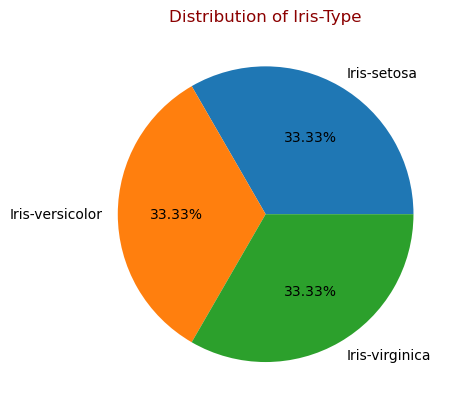 Distribution of Iris-Type
Iris-setosa
33.33%
Iris-versicolor
33.33%
33.33%
Iris-virginica